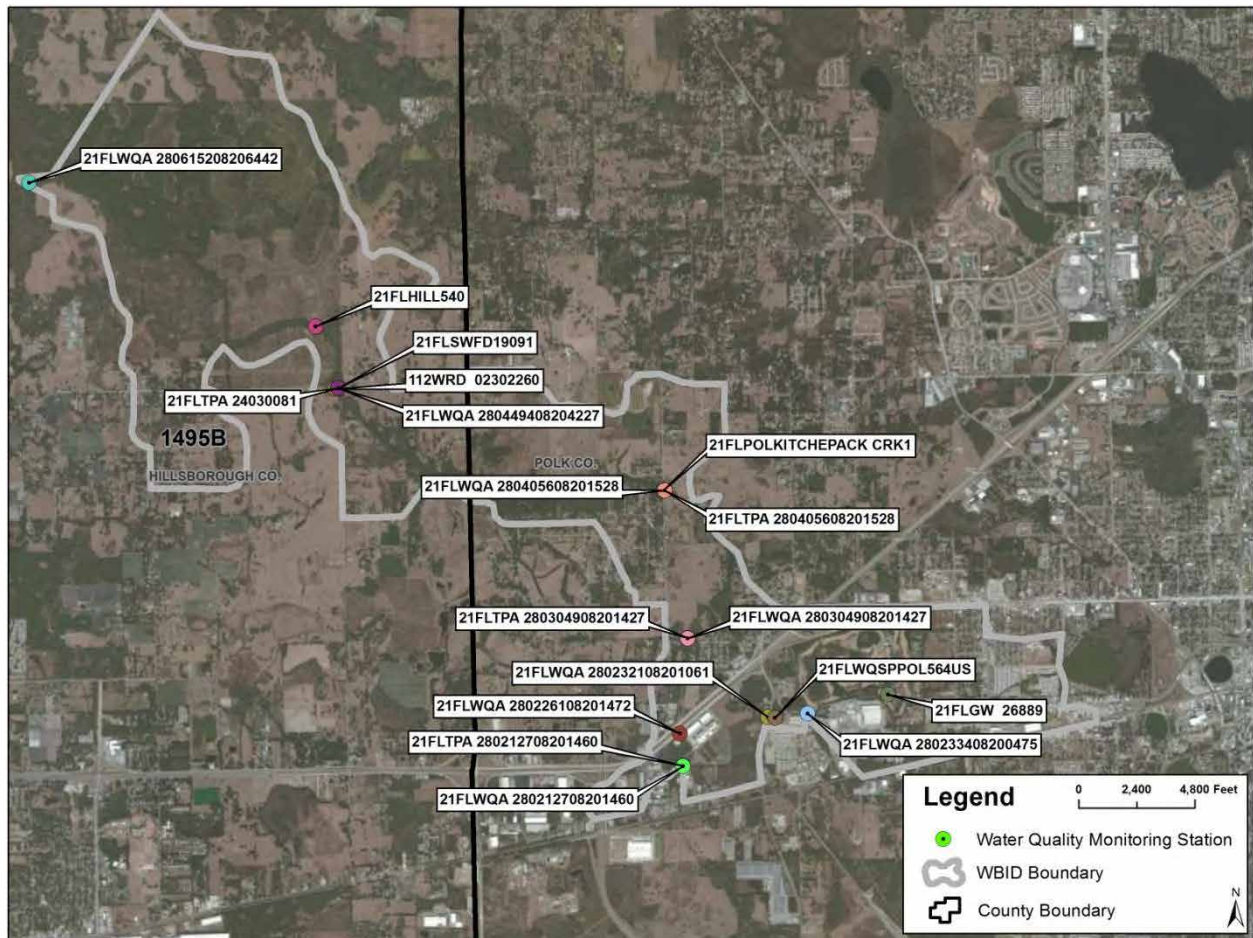 21FLWQA 280615208206442
21FLHILL540
21FLSWFD19091
112WRD 02302260
21FLTPA 24030081
21FLWQA 280449408204227
1495B
HILLSBOROUGH CO.
POLK CO.
21FLPOLKITCHEPACK CRK1
21FLWQA 280405608201528
21FLTPA 280405608201528
21FLTPA 280304908201427
21FLWQA 280304908201427
21FLWQA 280232108201061
21FLWQSPPOL564US
21FLWQA 280226108201472
21FLGW 26889
21FLTPA 280212708201460
21FLWQA 280233408200475
21FLWQA 280212708201460
Legend
0 2,400 4,800 Feet
Water Quality Monitoring Station
WBID Boundary
County Boundary
N